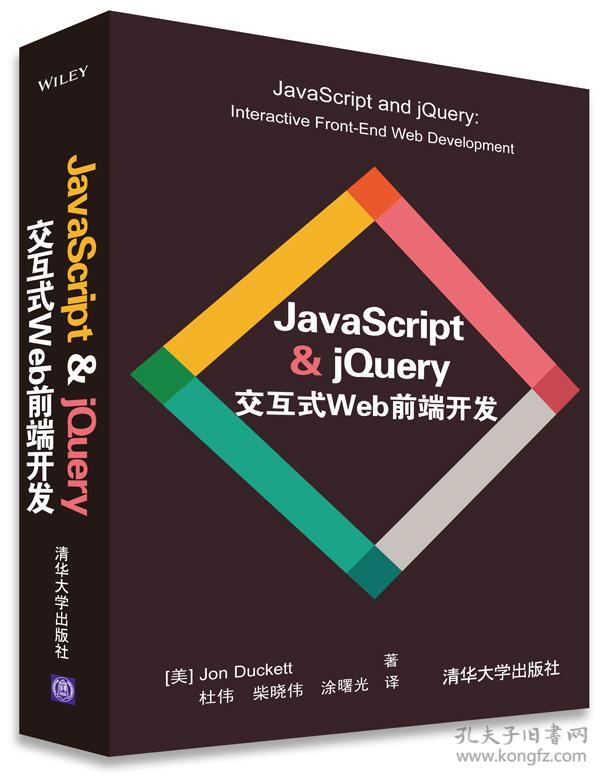 WILEY
JavaScript & jQuery
交互式Web前端开发
清华大学出版社
JavaScript and jQuery:
Interactive Front-End Web Development
JavaScript
& jQuery
交互式Web前端开发
[美] Jon Duckett 著
杜伟 柴晓伟 涂曙光 译
清华大学出版社
孔夫子旧书网
www.kongfz.com